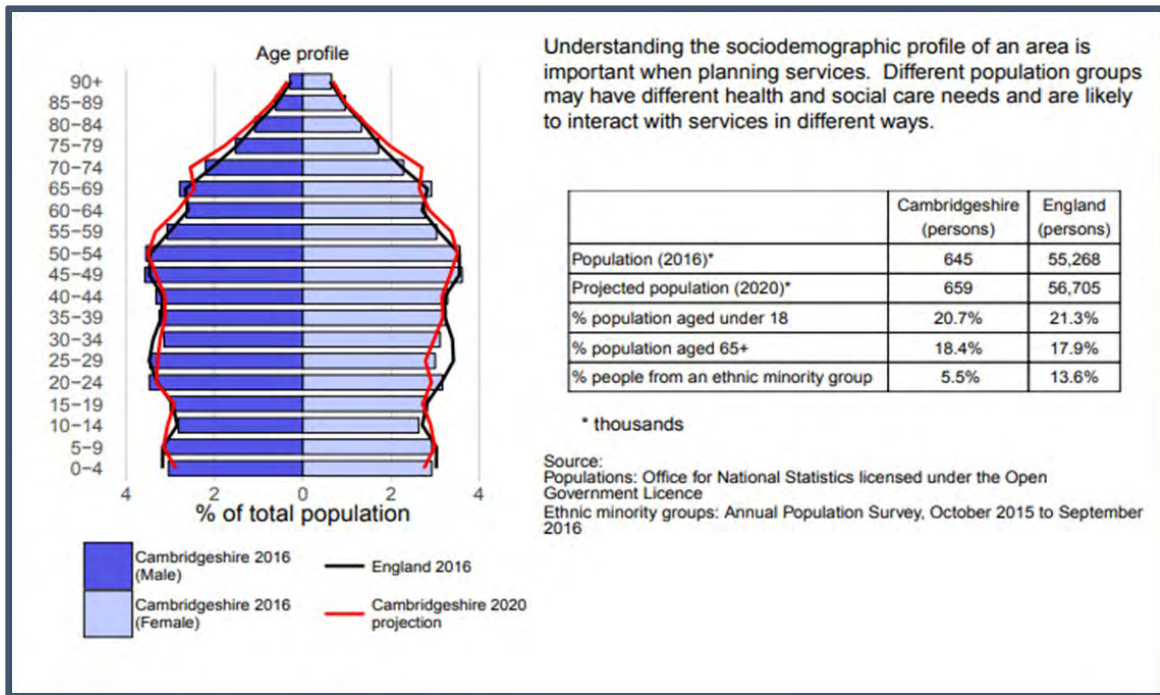 Age profile
90+
85−89
80−84
75−79
70−74
65−69
60−64
55−59
50−54
45−49
40−44
35−39
30−34
25−29
20−24
15−19
10−14
5−9
0−4
4 2 0 2 4
% of total population
Cambridgeshire 2016
(Male)
Cambridgeshire 2016
(Female)
England 2016
Cambridgeshire 2020
projection
Understanding the sociodemographic profile of an area is
important when planning services. Different population groups
may have different health and social care needs and are likely
to interact with services in different ways.
Cambridgeshire England
(persons) (persons)
Population (2016)* 645 55,268
Projected population (2020)* 659 56,705
% population aged under 18 20.7% 21.3%
% population aged 65+ 18.4% 17.9%
% people from an ethnic minority group 5.5% 13.6%
* thousands
Source:
Populations: Office for National Statistics licensed under the Open
Government Licence
Ethnic minority groups: Annual Population Survey, October 2015 to September
2016